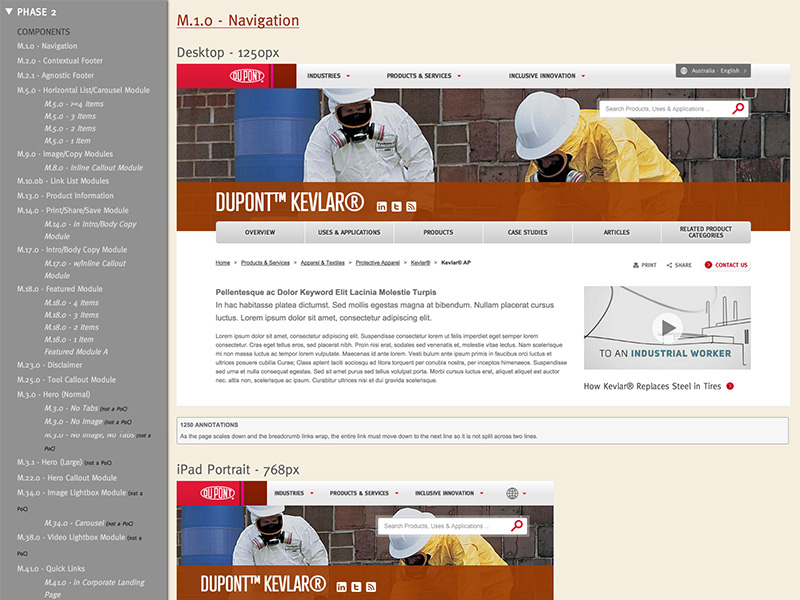 PHASE 2
COMPONENTS
M.1.0 - Navigation
M.2.0 - Contextual Footer
M.2.1 - Agnostic Footer
M.5.0 - Horizontal List/Carousel Module
M.5.0 - >=4 Items
M.5.0 - 3 Items
M.5.0 - 2 Items
M.5.0 - 1 Item
M.9.0 - Image/Copy Modules
M.8.0 - Inline Callout Module
M.10.0b - Link List Modules
M.13.0 - Product Information
M.14.0 - Print/Share/Save Module
M.14.0 - in Intro/Body Copy
Module
M.17.0 - Intro/Body Copy Module
M.17.0 - w/Inline Callout
Module
M.18.0 - Featured Module
M.18.0 - 4 Items
M.18.0 - 3 Items
M.18.0 - 2 Items
M.18.0 - 1 Item
Featured Module A
M.23.0 - Disclaimer
M.25.0 - Tool Callout Module
M.3.0 - Hero (Normal)
M.3.0 - No Tabs (not a PoC)
M.3.0 - No Image (not a PoC)
M.3.0 - No Image, No Tabs (not a
PoC)
M.3.1 - Hero (Large) (not a PoC)
M.22.0 - Hero Callout Module
M.34.0 - Image Lightbox Module (not a
PoC)
M.34.0 - Carousel (not a PoC)
M.38.0 - Video Lightbox Module (not a
PoC)
M.41.0 - Quick Links
M.41.0 - in Corporate Landing
Page
M.1.0 - Navigation
Desktop - 1250px
DUPONT INDUSTRIES PRODUCTS & SERVICES INCLUSIVE INNOVATION Australia - English
Search Products, Uses & Applications ...
DUPONT™ KEVLAR®
OVERVIEW USES & APPLICATIONS PRODUCTS CASE STUDIES ARTICLES RELATED PRODUCT
CATEGORIES
Home > Products & Services > Apparel & Textiles > Protective Apparel > Kevlar® > Kevlar® AP PRINT SHARE CONTACT US
Pellentesque ac Dolor Keyword Elit Lacinia Molestie Turpis
In hac habitasse platea dictumst. Sed mollis egestas magna at bibendum. Nullam placerat cursus
luctus. Lorem ipsum dolor sit amet, consectetur adipiscing elit.
Lorem ipsum dolor sit amet, consectetur adipiscing elit. Suspendisse consectetur lorem ut felis imperdiet eget semper lorem
consectetur. Cras eget tellus eros, sed placerat nibh. Proin nisi erat, sodales sed venenatis et, molestie vitae lectus. Nam scelerisque
mi non massa luctus ac tempor lorem vulputate. Maecenas id ante lorem. Vesti bulum ante ipsum primis in faucibus orci luctus et
ultrices posuere cubilia Curae; Class aptent taciti sociosqu ad litora torquent per conubia nostra, per inceptos himenaeos. Suspendisse
sed urna et nulla consequat egestas. Sed sit amet purus sed tellus volutpat porta. Morbi cursus luctus erat, aliquet aliquet est auctor
nec. attis non, scelerisque ac ipsum. Curabitur ultrices nisi et dui gravida scelerisque.
TO AN INDUSTRIAL WORKER
How Kevlar® Replaces Steel in Tires
1250 ANNOTATIONS
As the page scales down and the breadcrumb links wrap, the entire link must move down to the next line so it is not split across two lines.
iPad Portrait - 768px
DUPONT INDUSTRIES PRODUCTS & SERVICES INCLUSIVE INNOVATION
Search Products, Uses & Applications ...
DUPONT™ KEVLAR®